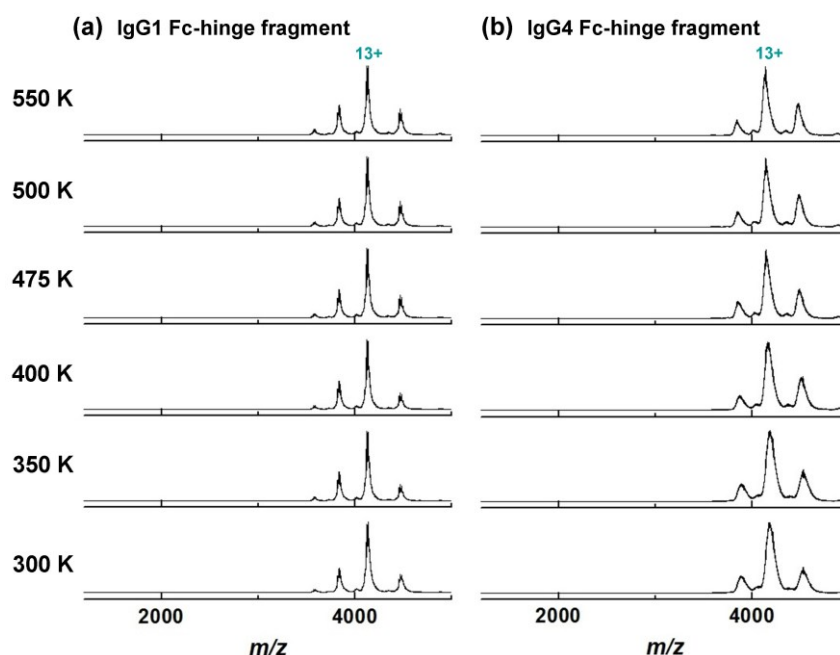 (a) IgG1 Fc-hinge fragment
(b) IgG4 Fc-hinge fragment
13+
13+
550 K
500 K
475 K
400 K
350 K
300 K
2000
4000
2000
4000
m/z
m/z